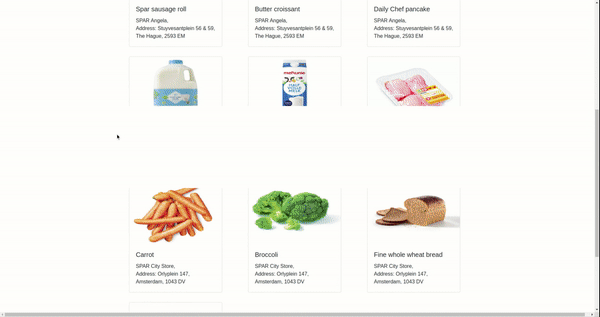 Spar sausage roll
SPAR Angela,
Address: Stuyvesantplein 56 & 59,
The Hague, 2593 EM
Butter croissant
SPAR Angela,
Address: Stuyvesantplein 56 & 59,
The Hague, 2593 EM
Daily Chef pancake
SPAR Angela,
Address: Stuyvesantplein 56 & 59,
The Hague, 2593 EM
Carrot
SPAR City Store,
Address: Orlyplein 147,
Amsterdam, 1043 DV
Broccoli
SPAR City Store,
Address: Orlyplein 147,
Amsterdam, 1043 DV
Fine whole wheat bread
SPAR City Store,
Address: Orlyplein 147,
Amsterdam, 1043 DV